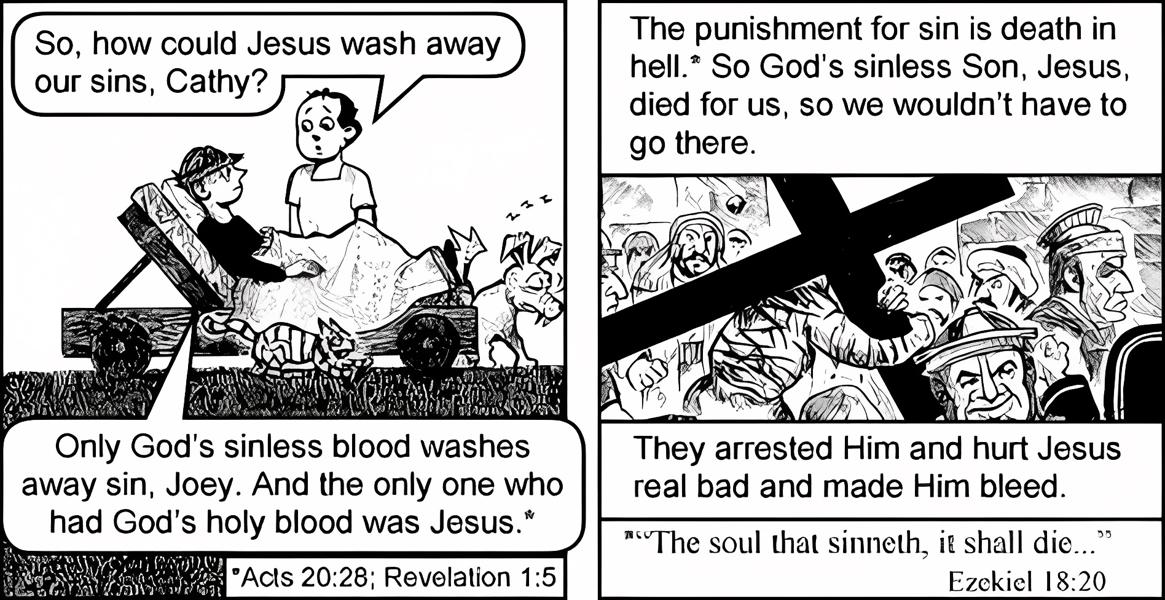 So, how could Jesus wash away
our sins, Cathy?
z z z
Only God's sinless blood washes
away sin, Joey. And the only one who
had God's holy blood was Jesus.*
*Acts 20:28; Revelation 1:5
The punishment for sin is death in
hell.* So God's sinless Son, Jesus,
died for us, so we wouldn't have to
go there.
They arrested Him and hurt Jesus
real bad and made Him bleed.
*"The soul that sinneth, it shall die..."
Ezekiel 18:20